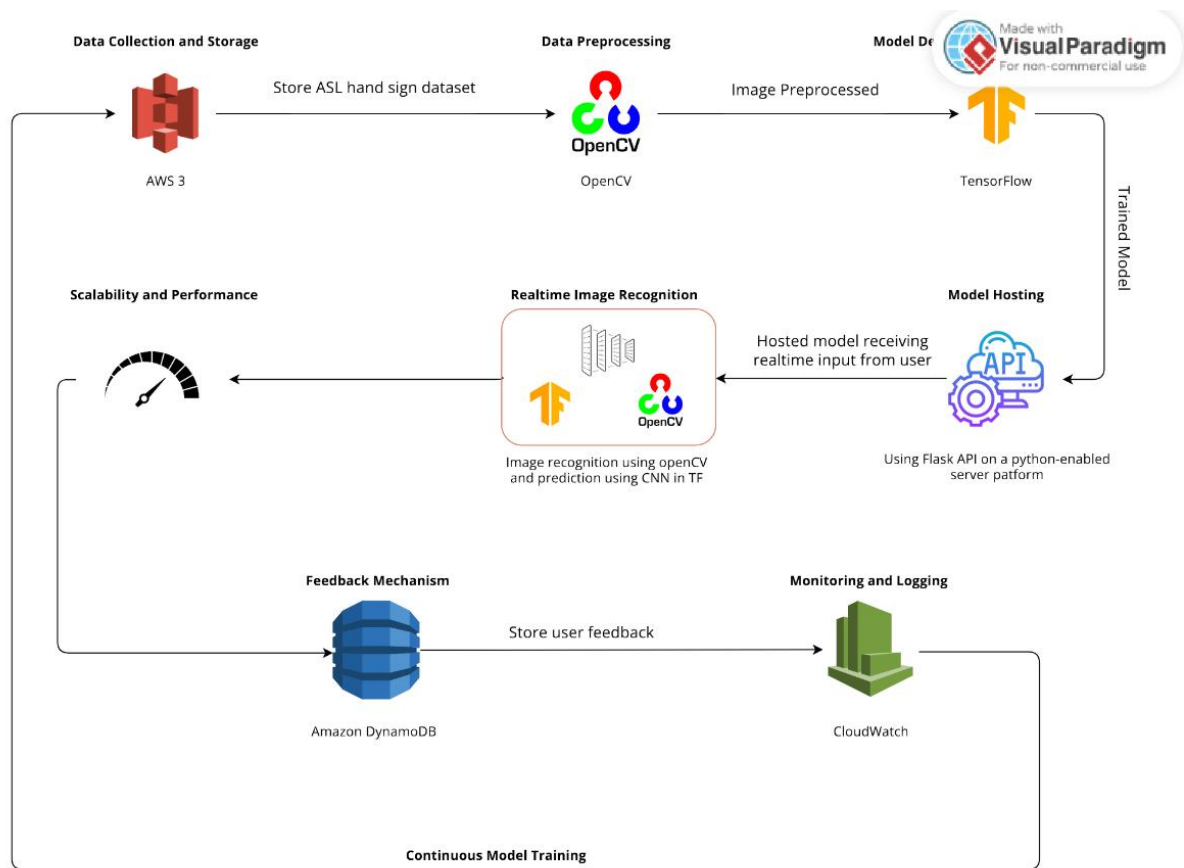 Data Collection and Storage
Data Preprocessing
Model De
Made with
Visual Paradigm
For non-commercial use
Store ASL hand sign dataset
Image Preprocessed
OpenCV
AWS 3
OpenCV
TensorFlow
Trained Model
Scalability and Performance
Realtime Image Recognition
Model Hosting
Hosted model receiving
realtime input from user
API
OpenCV
Image recognition using openCV
and prediction using CNN in TF
Using Flask API on a python-enabled
server patform
Feedback Mechanism
Monitoring and Logging
Store user feedback
Amazon DynamoDB
CloudWatch
Continuous Model Training